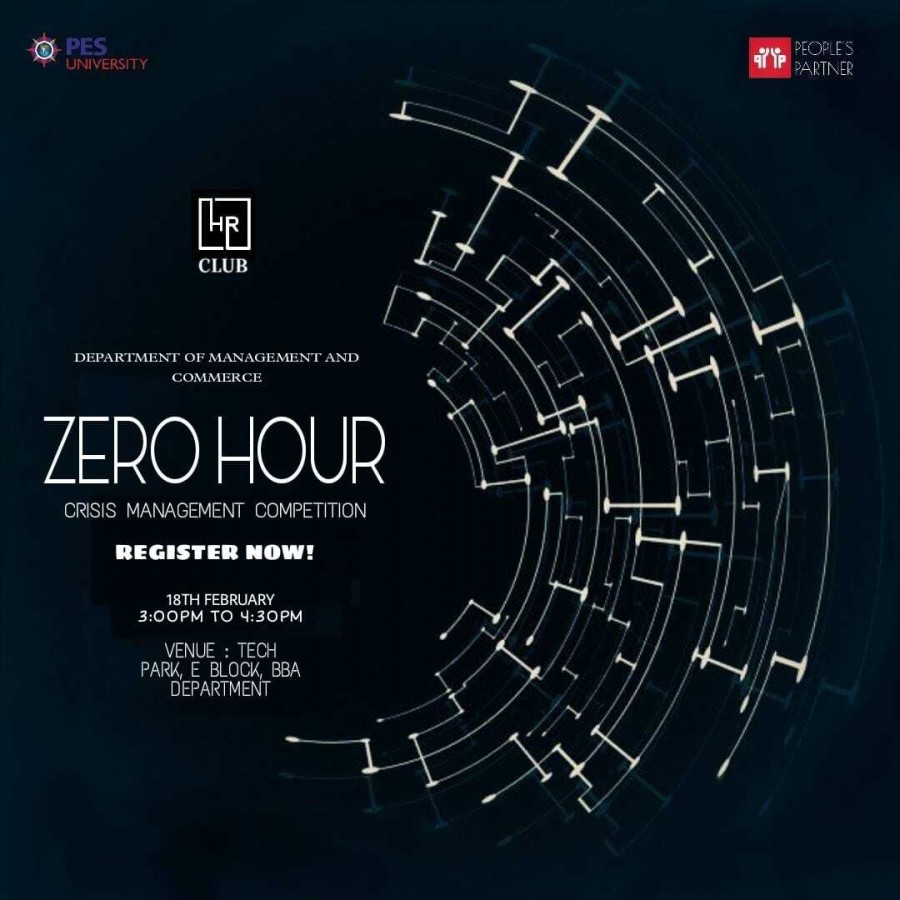 PES
UNIVERSITY
PEOPLE'S
PARTNER
HR
CLUB
DEPARTMENT OF MANAGEMENT AND
COMMERCE
ZERO HOUR
CRISIS MANAGEMENT COMPETITION
REGISTER NOW!
18TH FEBRUARY
3:00PM TO 4:30PM
VENUE : TECH
PARK, E BLOCK, BBA
DEPARTMENT